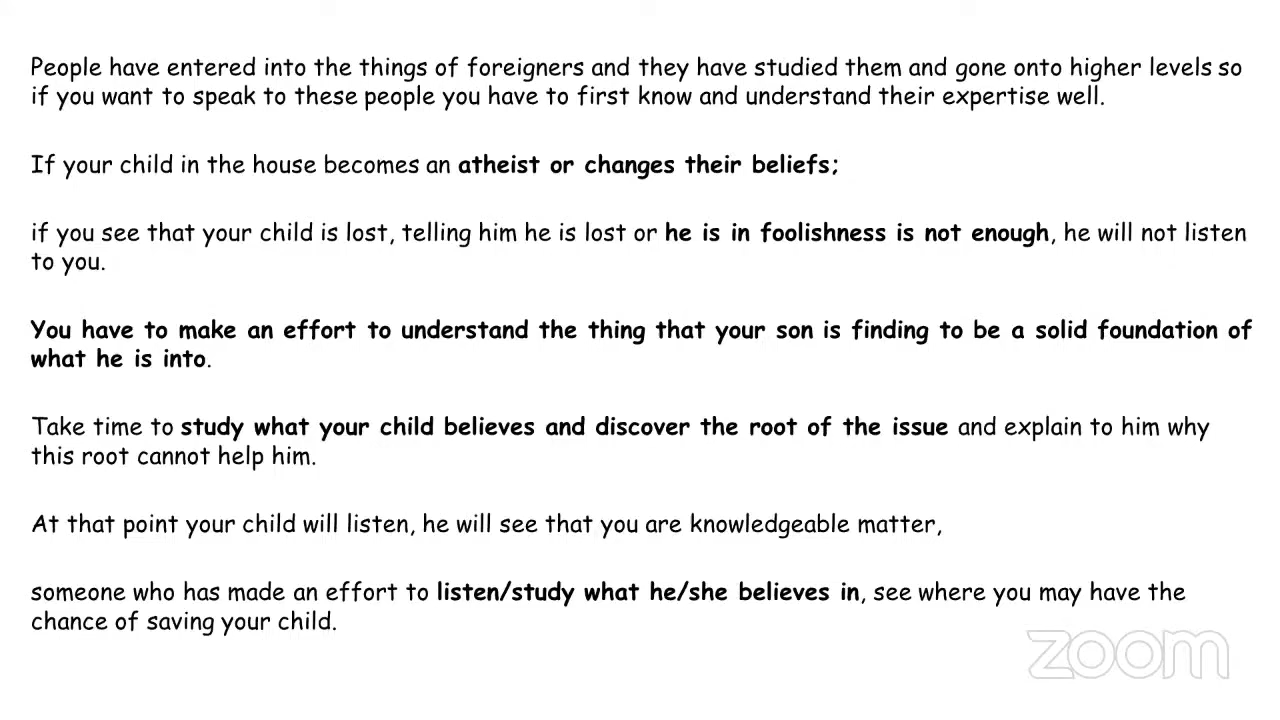 People have entered into the things of foreigners and they have studied them and gone onto higher levels so
if you want to speak to these people you have to first know and understand their expertise well.
If your child in the house becomes an atheist or changes their beliefs;
if you see that your child is lost, telling him he is lost or he is in foolishness is not enough, he will not listen
to you.
You have to make an effort to understand the thing that your son is finding to be a solid foundation of
what he is into.
Take time to study what your child believes and discover the root of the issue and explain to him why
this root cannot help him.
At that point your child will listen, he will see that you are knowledgeable matter,
someone who has made an effort to listen/study what he/she believes in, see where you may have the
chance of saving your child.
zoom